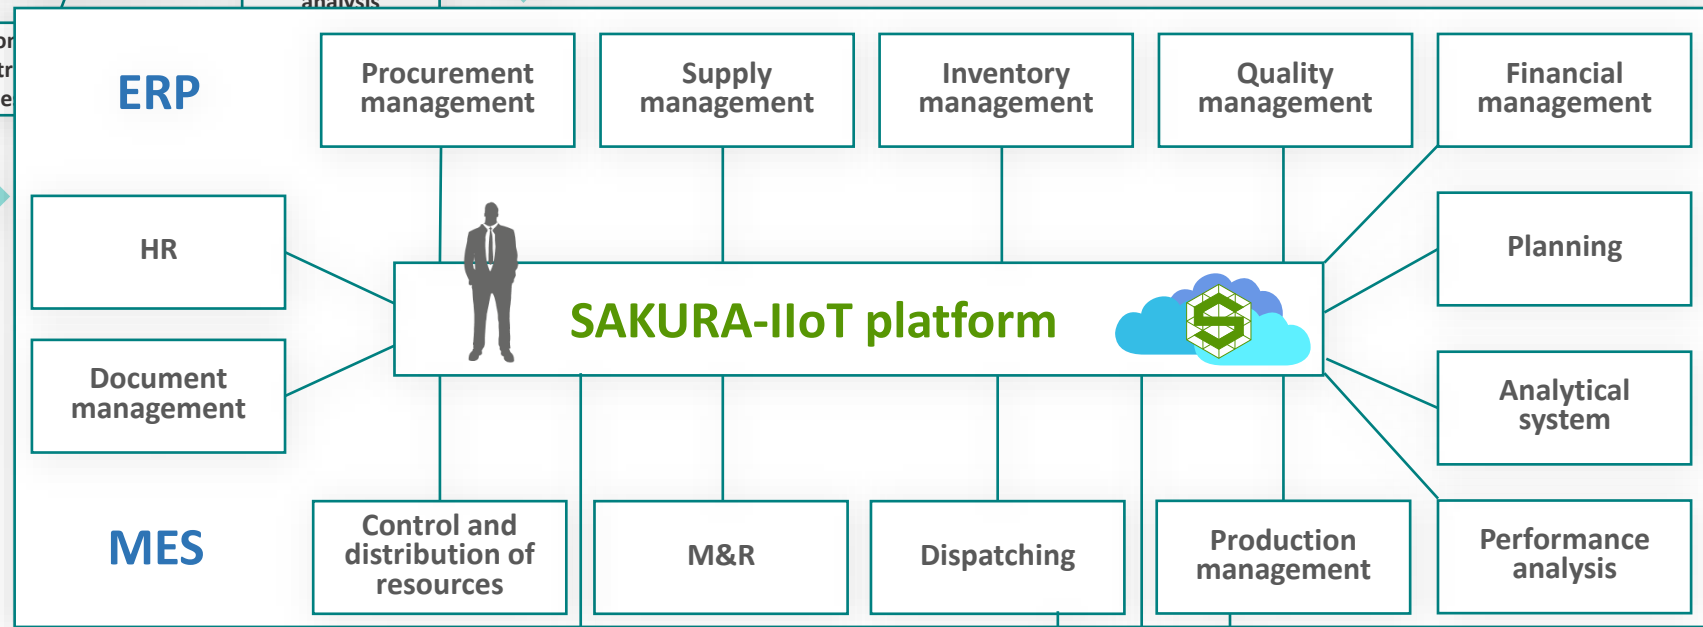 analysis
ERP
Procurement
management
Supply
management
Inventory
management
Quality
management
Financial
management
HR
Planning
SAKURA-IIoT platform
Document
management
Analytical
system
MES
Control and
distribution of
resources
M&R
Dispatching
Production
management
Performance
analysis